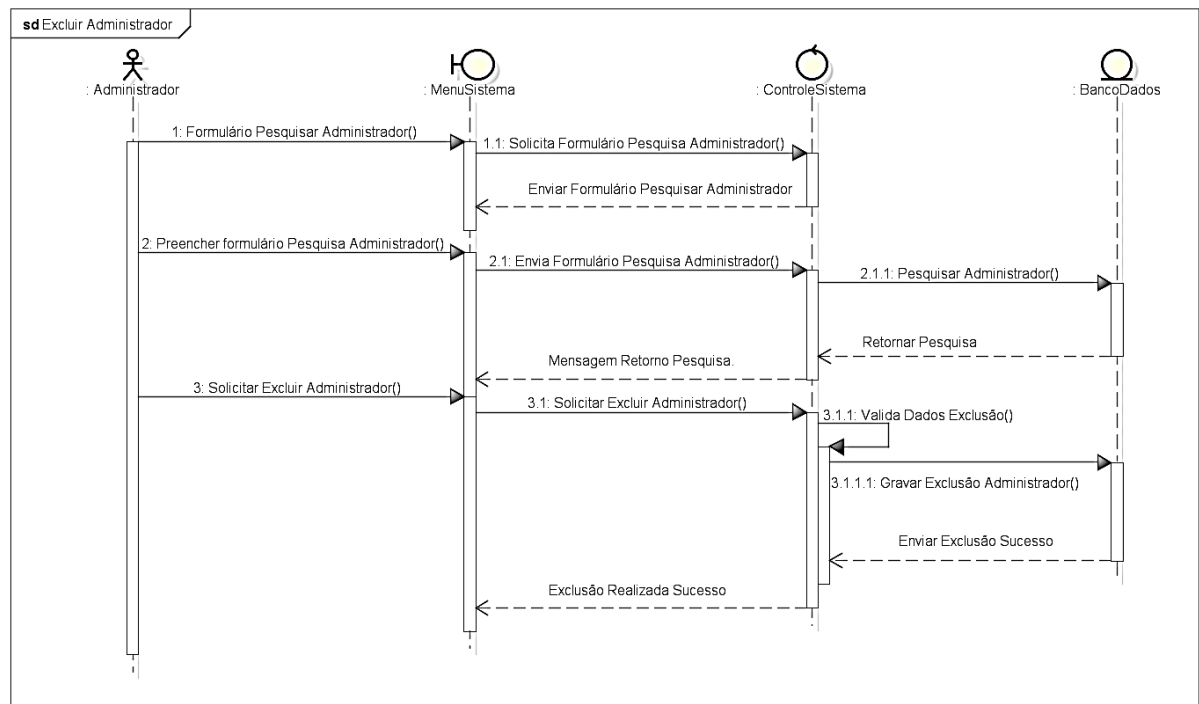 sd Excluir Administrador
: Administrador
: MenuSistema
: ControleSistema
: BancoDados
1: Formulário Pesquisar Administrador()
1.1: Solicita Formulário Pesquisa Administrador()
Enviar Formulário Pesquisar Administrador
2: Preencher formulário Pesquisa Administrador()
2.1: Envia Formulário Pesquisa Administrador()
2.1.1: Pesquisar Administrador()
Retornar Pesquisa
Mensagem Retorno Pesquisa.
3: Solicitar Excluir Administrador()
3.1: Solicitar Excluir Administrador()
3.1.1: Valida Dados Exclusão()
3.1.1.1: Gravar Exclusão Administrador()
Enviar Exclusão Sucesso
Exclusão Realizada Sucesso